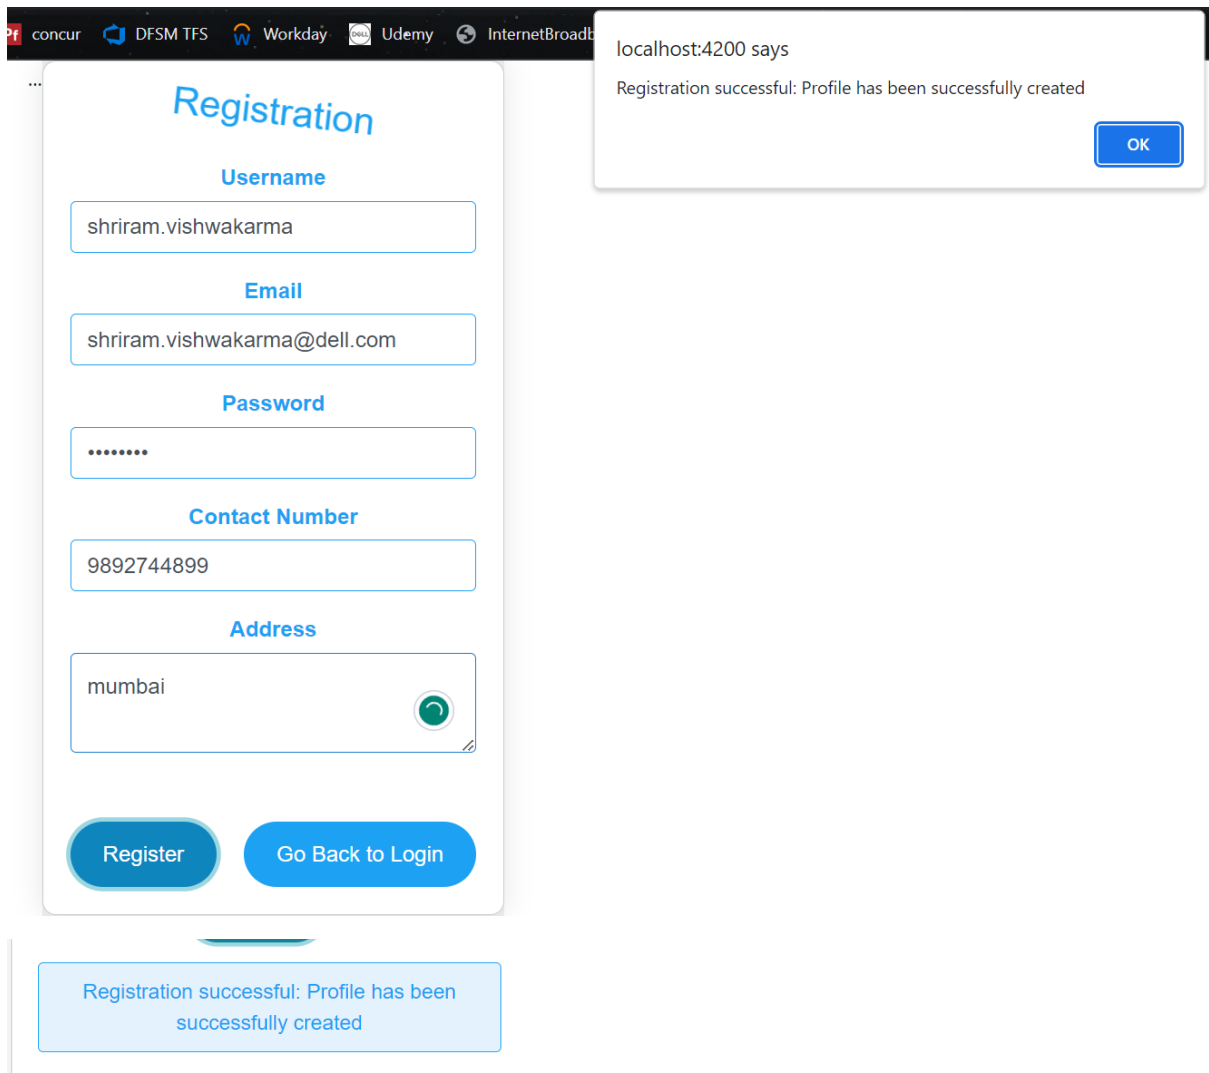 concur DFSM TFS Workday Udemy InternetBroadb
localhost:4200 says
Registration successful: Profile has been successfully created
OK
...
Registration
Username
shriram.vishwakarma
Email
shriram.vishwakarma@dell.com
Password
••••••••
Contact Number
9892744899
Address
mumbai
Register Go Back to Login
Registration successful: Profile has been
successfully created